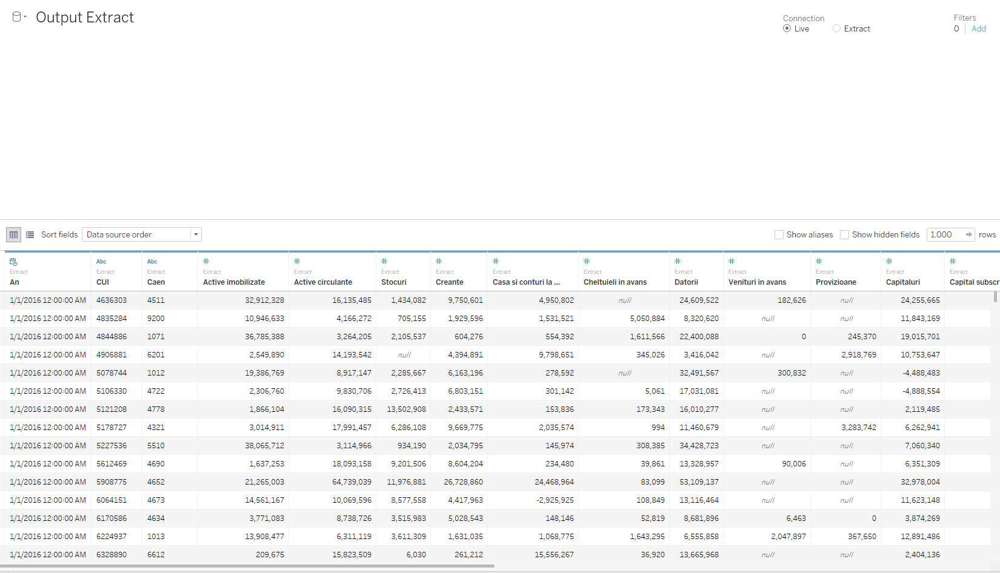 Output Extract
Connection
Live Extract
Filters
0 Add
Sort fields Data source order Show aliases Show hidden fields 1,000 rows
Abc Abc
Extract Extract Extract Extract Extract Extract Extract Extract Extract Extract Extract Extract Extract Extract
An CUI Caen Active imobilizate Active circulante Stocuri Creante Casa si conturi la ... Cheltuieli in avans Datorii Venituri in avans Provizioane Capitaluri Capital subscr
1/1/2016 12:00:00 AM 4636303 4511 32,912,328 16,135,485 1,434,082 9,750,601 4,950,802 null 24,609,522 182,626 null 24,255,665
1/1/2016 12:00:00 AM 4835284 9200 10,946,633 4,166,272 705,155 1,929,596 1,531,521 5,050,884 8,320,620 null null 11,843,169
1/1/2016 12:00:00 AM 4844886 1071 36,785,388 3,264,205 2,105,537 604,276 554,392 1,611,566 22,400,088 0 245,370 19,015,701
1/1/2016 12:00:00 AM 4906881 6201 2,549,890 14,193,542 null 4,394,891 9,798,651 345,026 3,416,042 null 2,918,769 10,753,647
1/1/2016 12:00:00 AM 5078744 1012 19,386,769 8,917,147 2,285,667 6,163,196 278,592 null 32,491,567 300,832 null -4,488,483
1/1/2016 12:00:00 AM 5106330 4722 2,306,760 9,830,706 2,726,413 6,803,151 301,142 5,061 17,031,081 null null -4,888,554
1/1/2016 12:00:00 AM 5121208 4778 1,866,104 16,090,315 13,502,908 2,433,571 153,836 173,343 16,010,277 null null 2,119,485
1/1/2016 12:00:00 AM 5178727 4321 3,014,911 17,991,457 6,286,108 9,669,775 2,035,574 994 11,460,679 null 3,283,742 6,262,941
1/1/2016 12:00:00 AM 5227536 5510 38,065,712 3,114,966 934,190 2,034,795 145,974 308,385 34,428,723 null null 7,060,340
1/1/2016 12:00:00 AM 5612469 4690 1,637,253 18,093,158 9,201,506 8,604,204 234,480 39,861 13,328,957 90,006 null 6,351,309
1/1/2016 12:00:00 AM 5908775 4652 21,265,003 64,739,039 11,976,881 26,728,860 24,468,964 83,099 53,109,137 null null 32,978,004
1/1/2016 12:00:00 AM 6064151 4673 14,561,167 10,069,596 8,577,558 4,417,963 -2,925,925 108,849 13,116,464 null null 11,623,148
1/1/2016 12:00:00 AM 6170586 4634 3,771,083 8,738,726 3,515,983 5,028,543 148,146 52,819 8,681,896 6,463 0 3,874,269
1/1/2016 12:00:00 AM 6224937 1013 13,908,477 6,311,119 3,611,309 1,631,035 1,068,775 1,643,295 6,555,858 2,047,897 367,650 12,891,486
1/1/2016 12:00:00 AM 6328890 6612 209,675 15,823,509 6,030 261,212 15,556,267 36,920 13,665,968 null null 2,404,136